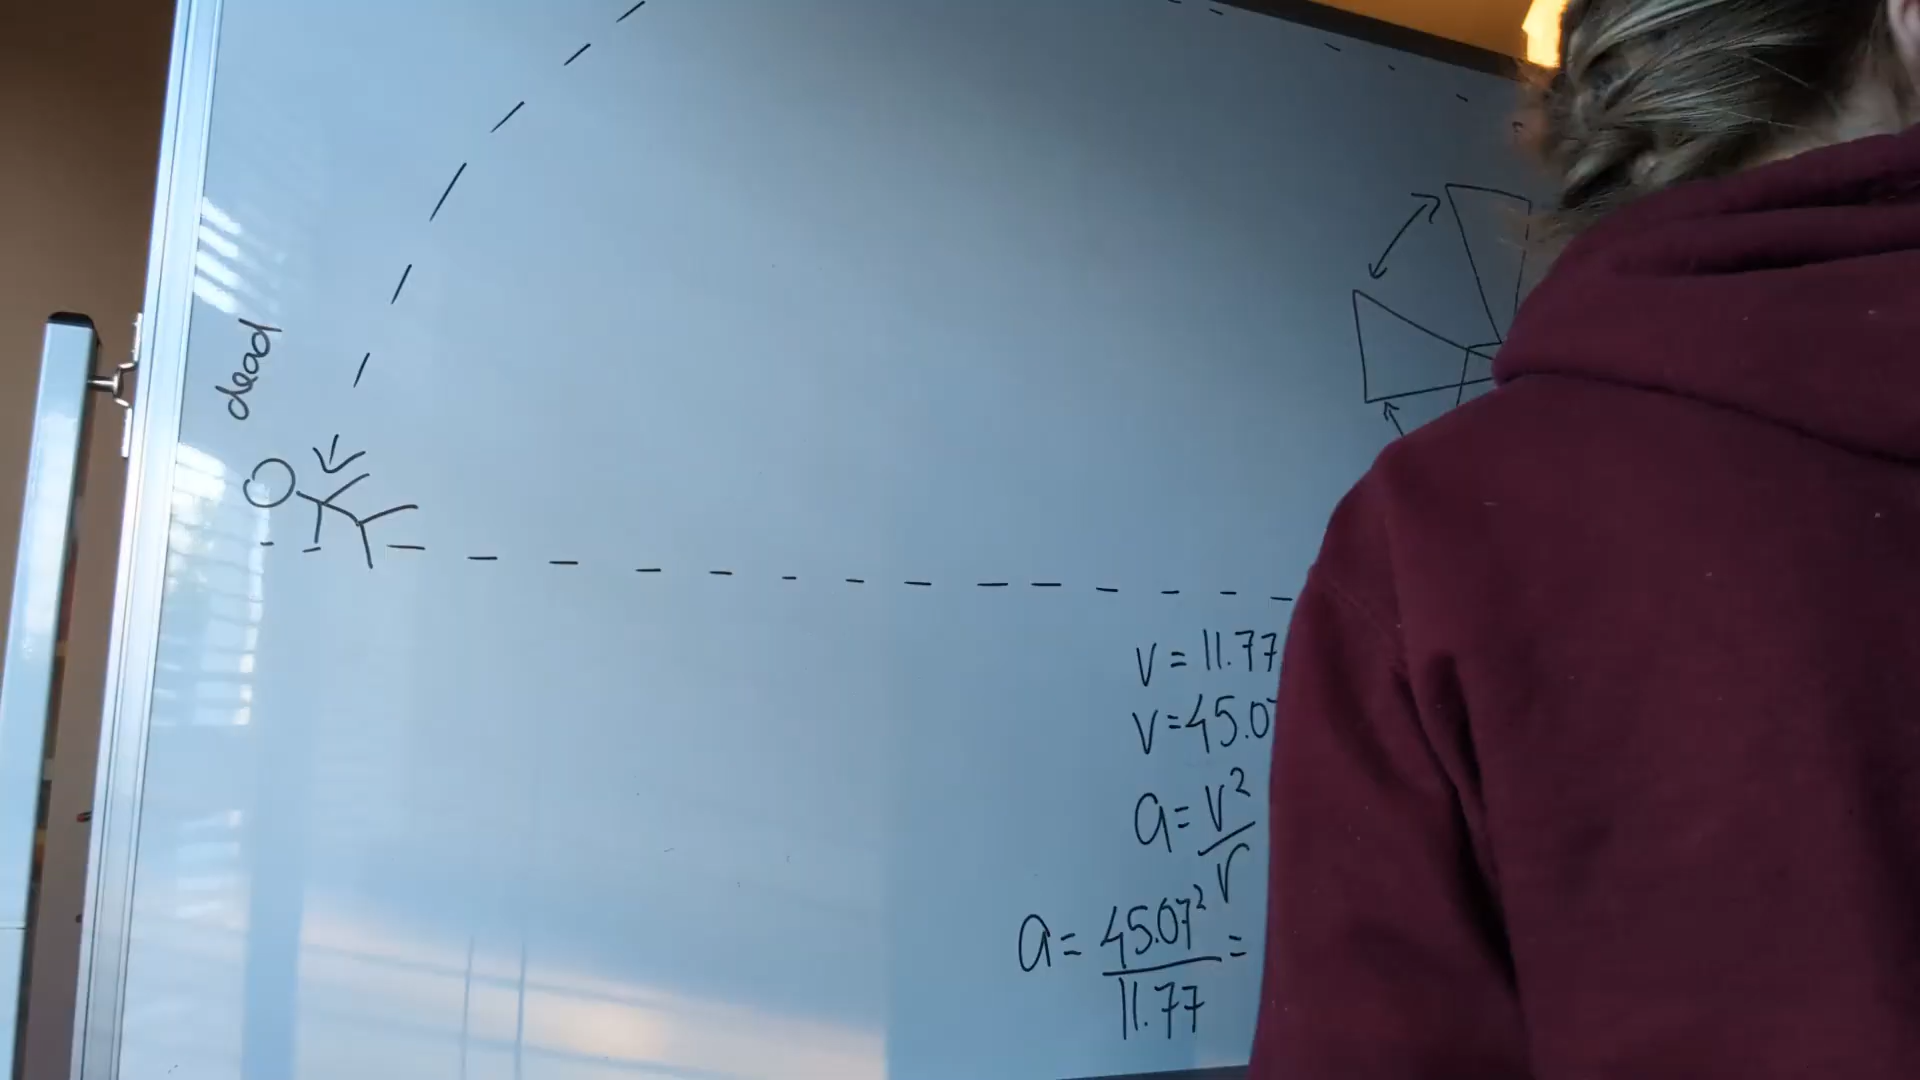 dead
v = 11.77
v = 45.07
a = v²/r
a = 45.07²/11.77 =